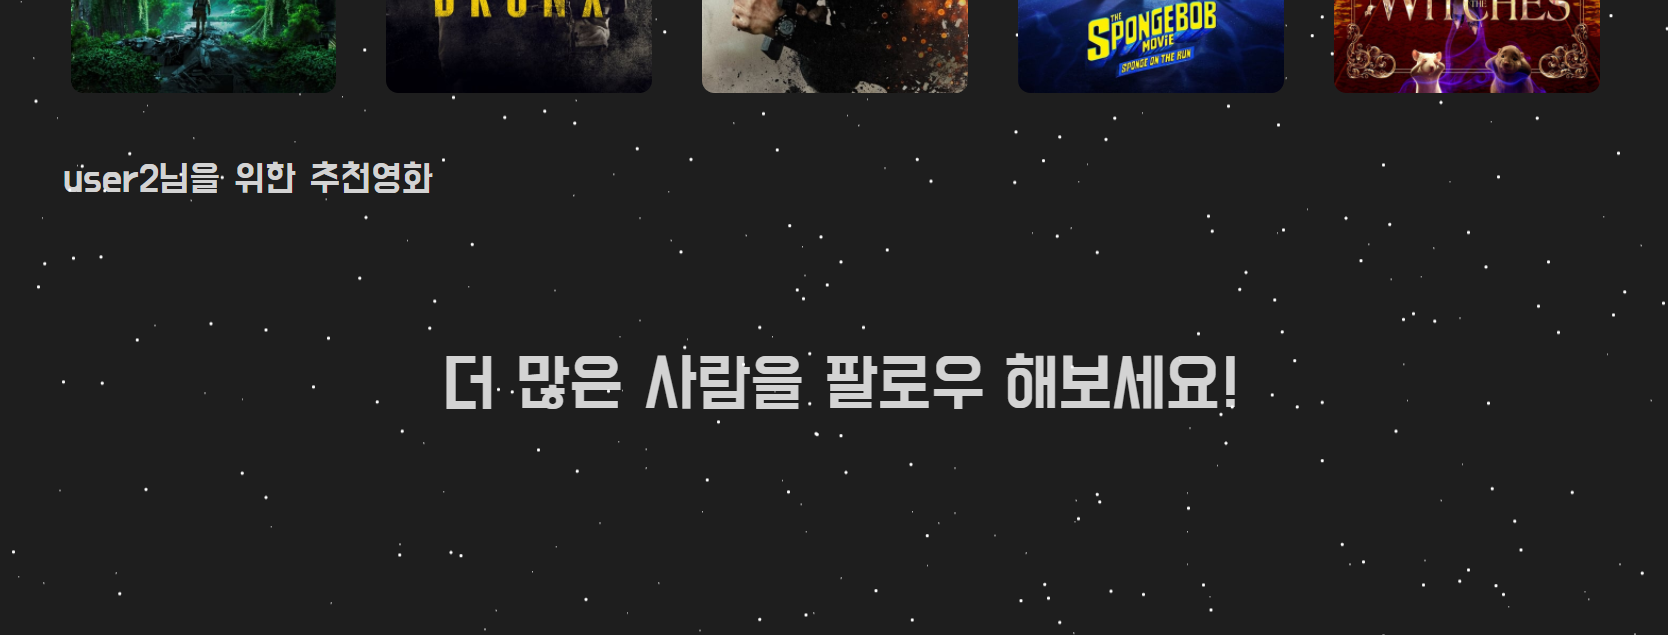 BRONX
THE
SPONGEBOB
MOVIE
SPONGE ON THE RUN
THE
WITCHES
user2님을 위한 추천영화
더 많은 사람을 팔로우 해보세요!